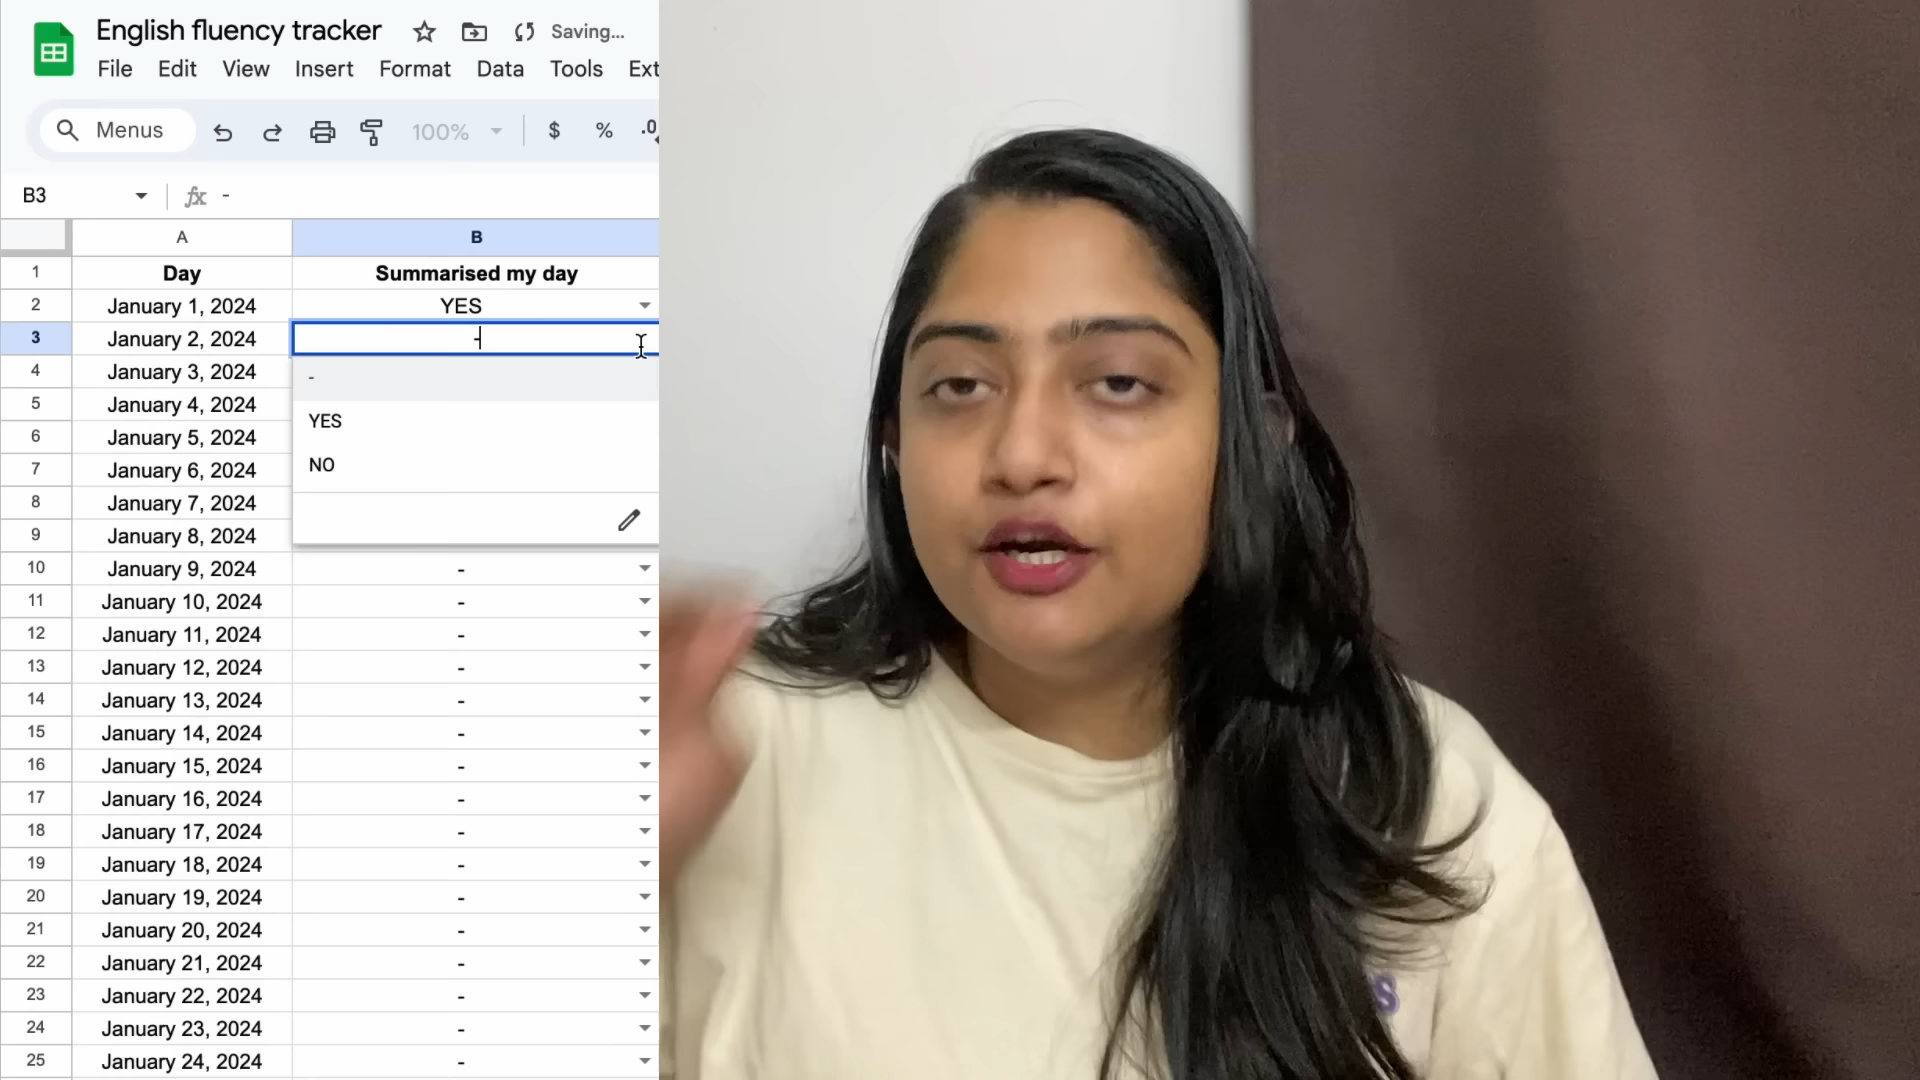 English fluency tracker Saving...
File Edit View Insert Format Data Tools Ext
Menus 100% $ % .0
B3 fx -
A B
1 Day Summarised my day
2 January 1, 2024 YES
3 January 2, 2024 -
4 January 3, 2024 -
5 January 4, 2024 YES
6 January 5, 2024
7 January 6, 2024 NO
8 January 7, 2024
9 January 8, 2024
10 January 9, 2024 -
11 January 10, 2024 -
12 January 11, 2024 -
13 January 12, 2024 -
14 January 13, 2024 -
15 January 14, 2024 -
16 January 15, 2024 -
17 January 16, 2024 -
18 January 17, 2024 -
19 January 18, 2024 -
20 January 19, 2024 -
21 January 20, 2024 -
22 January 21, 2024 -
23 January 22, 2024 -
24 January 23, 2024 -
25 January 24, 2024 -
S